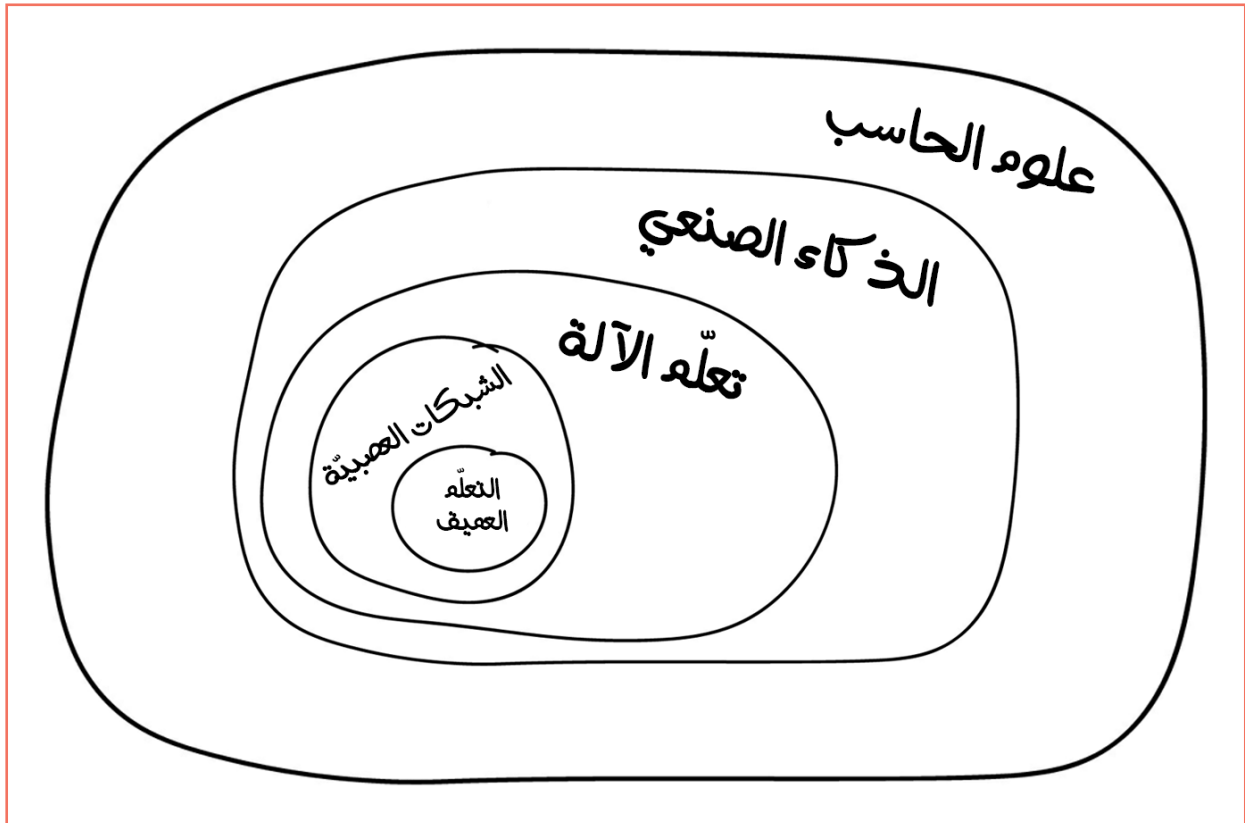 علوم الحاسب
الذكاء الصنعي
تعلّم الآلة
الشبكات العصبيّة
التعلّم
العميق